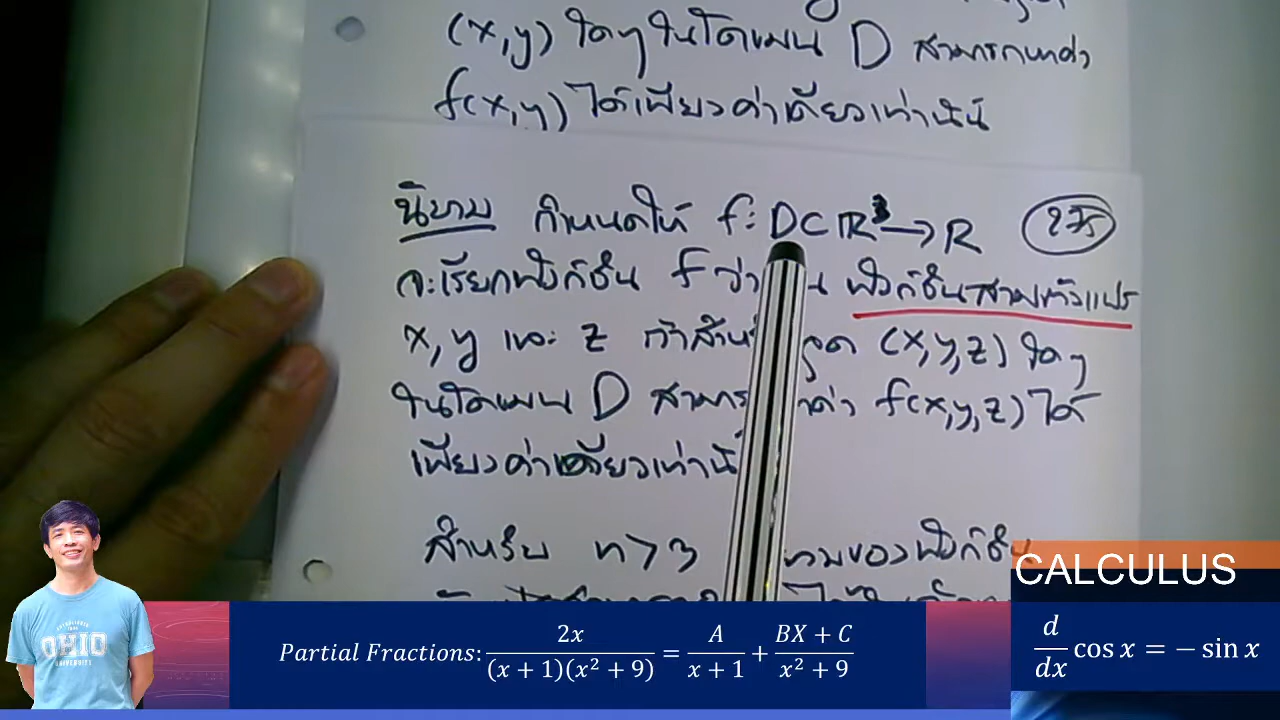 (x,y) ใดๆ ในโดเมน D สามารถหาค่า
f(x,y) ได้เพียงค่าเดียวเท่านั้น
นิยาม กำหนดให้ f: D⊂ℝ³→ℝ
จะเรียกฟังก์ชัน f ว่า น ฟังก์ชันสามตัวแปร
x, y และ z ถ้าสำหรั จุด (x,y,z) ใดๆ
ในโดเมน D สามาร ค่า f(x,y,z) ได้
เพียงค่าเดียวเท่านั้
สำหรับ n>3 ของฟังก์ชัน
CALCULUS
Partial Fractions: 2x/((x+1)(x²+9)) = A/(x+1) + (BX+C)/(x²+9)
d/dx cos x = − sin x
OHIO
UNIVERSITY